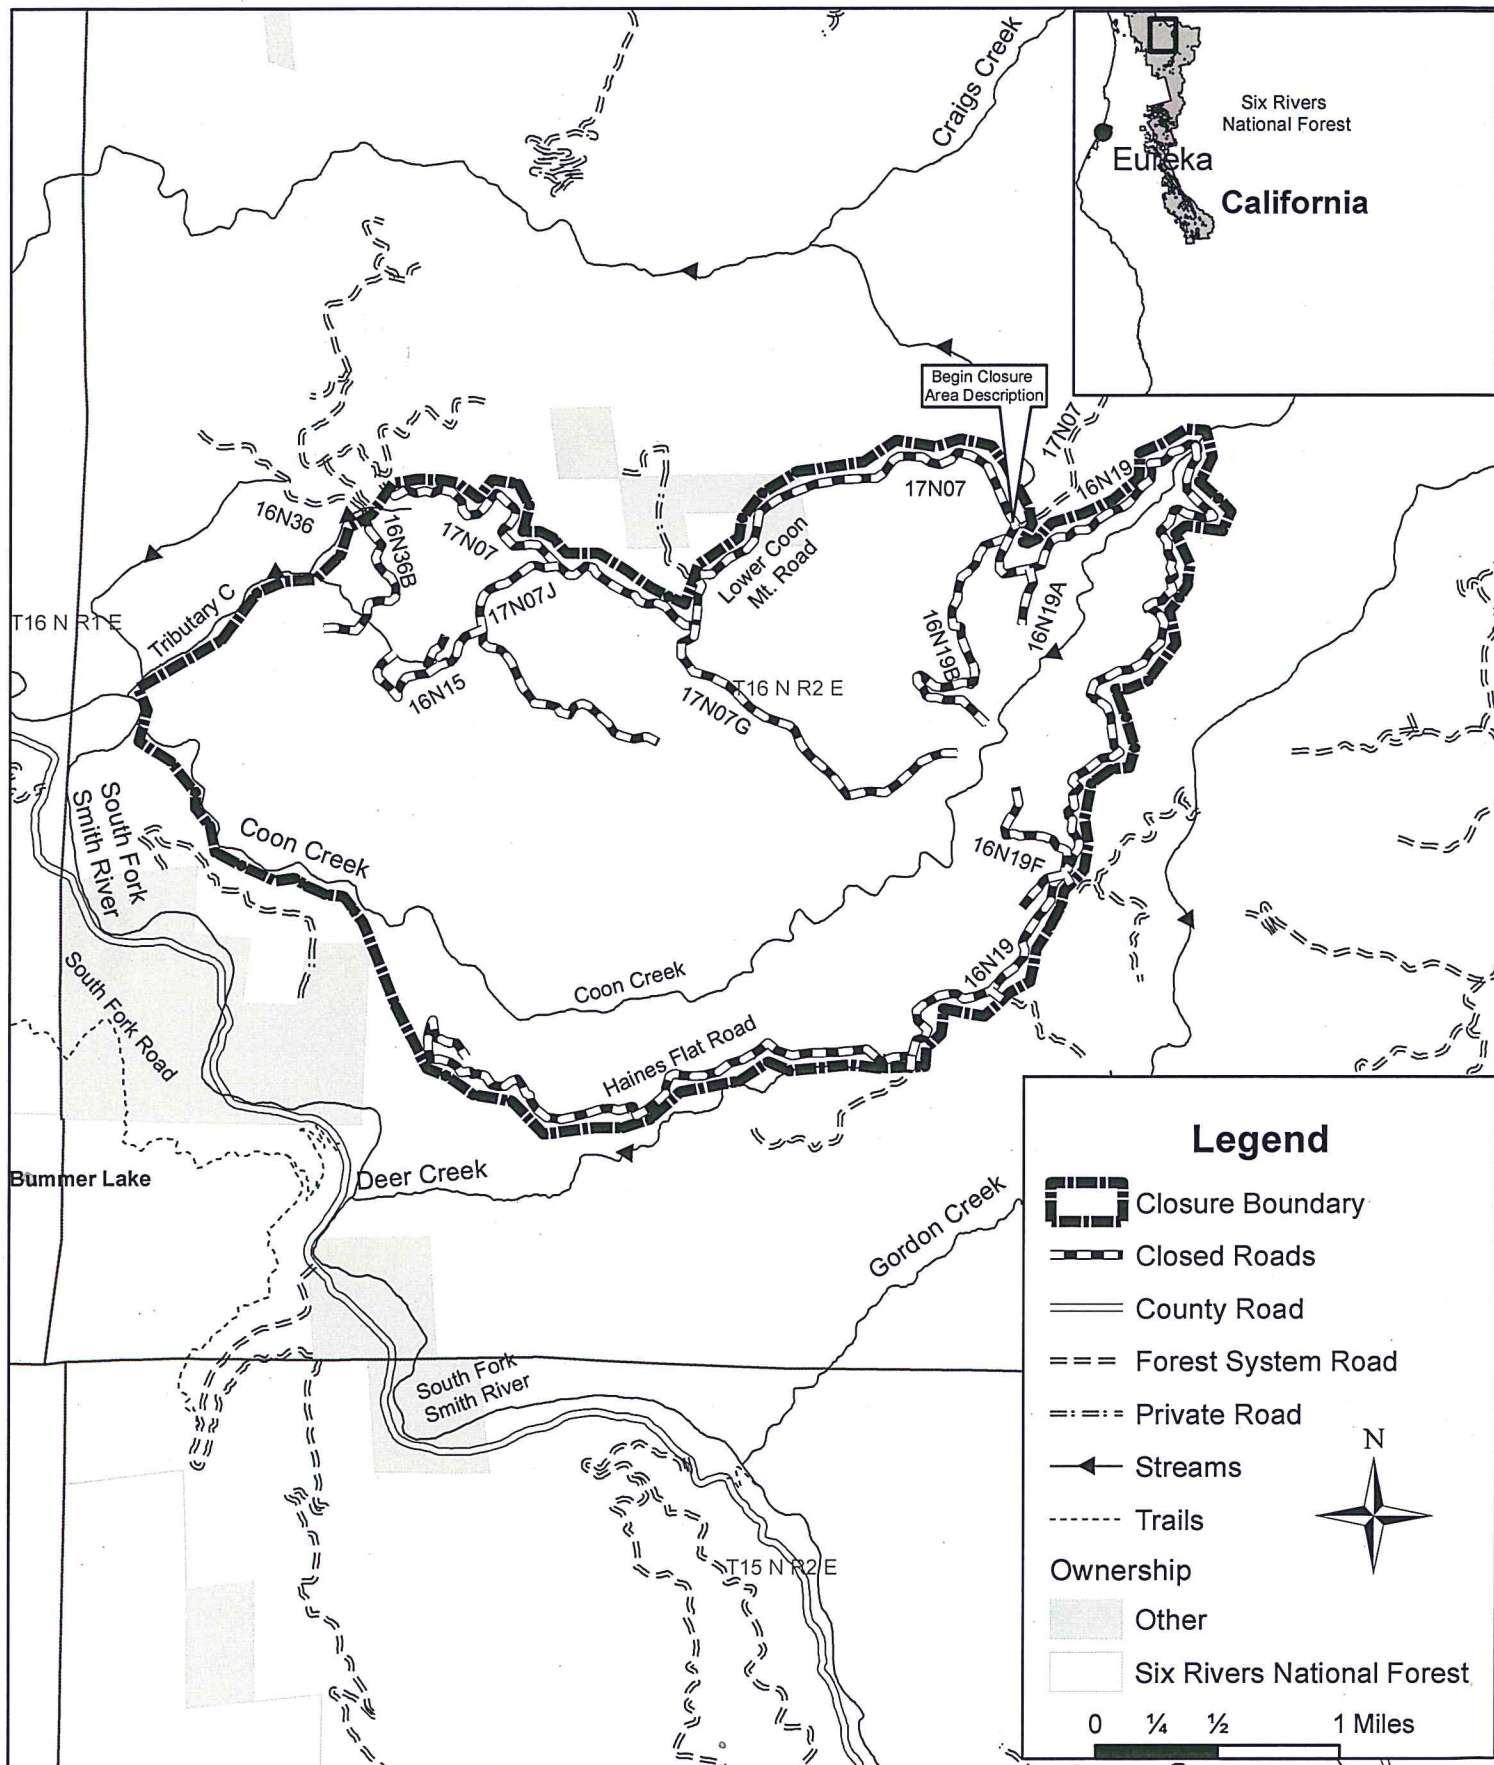 Craigs Creek
Six Rivers
National Forest
Eureka
California
Begin Closure
Area Description
17N07
16N19
17N07
16N36
16N36B
17N07
Lower Coon
Mt. Road
Tributary C
T16 N R1 E
17N07J
16N19A
16N19B
16N15
T16 N R2 E
17N07G
South Fork
Smith River
Coon Creek
16N19F
South Fork Road
Coon Creek
16N19
Haines Flat Road
Bummer Lake
Deer Creek
Gordon Creek
South Fork
Smith River
T15 N R2 E
Legend
Closure Boundary
Closed Roads
County Road
Forest System Road
Private Road
Streams
Trails
N
Ownership
Other
Six Rivers National Forest
0 ¼ ½ 1 Miles